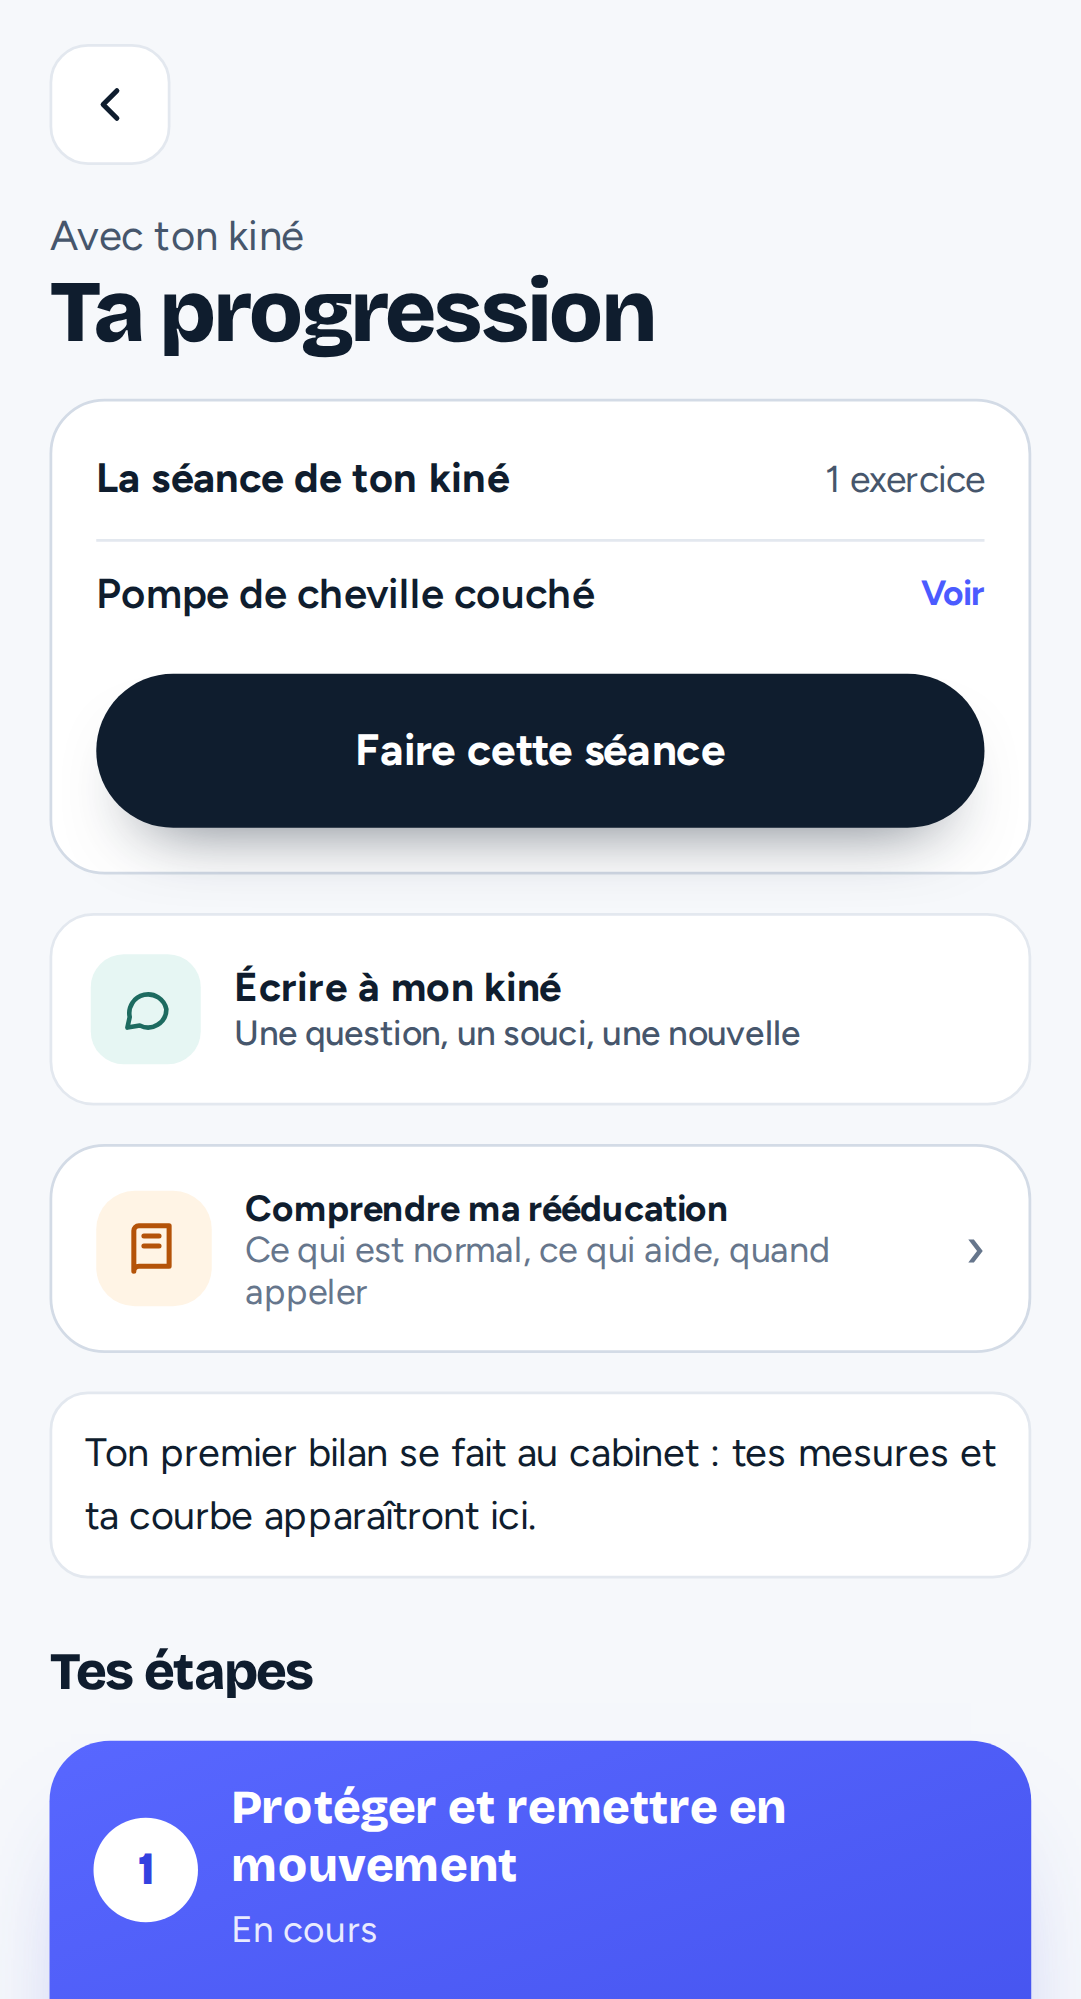 Avec ton kiné
Ta progression
La séance de ton kiné
1 exercice
Pompe de cheville couché
Voir
Faire cette séance
Écrire à mon kiné
Une question, un souci, une nouvelle
Comprendre ma rééducation
Ce qui est normal, ce qui aide, quand
appeler
Ton premier bilan se fait au cabinet : tes mesures et
ta courbe apparaîtront ici.
Tes étapes
1
Protéger et remettre en
mouvement
En cours